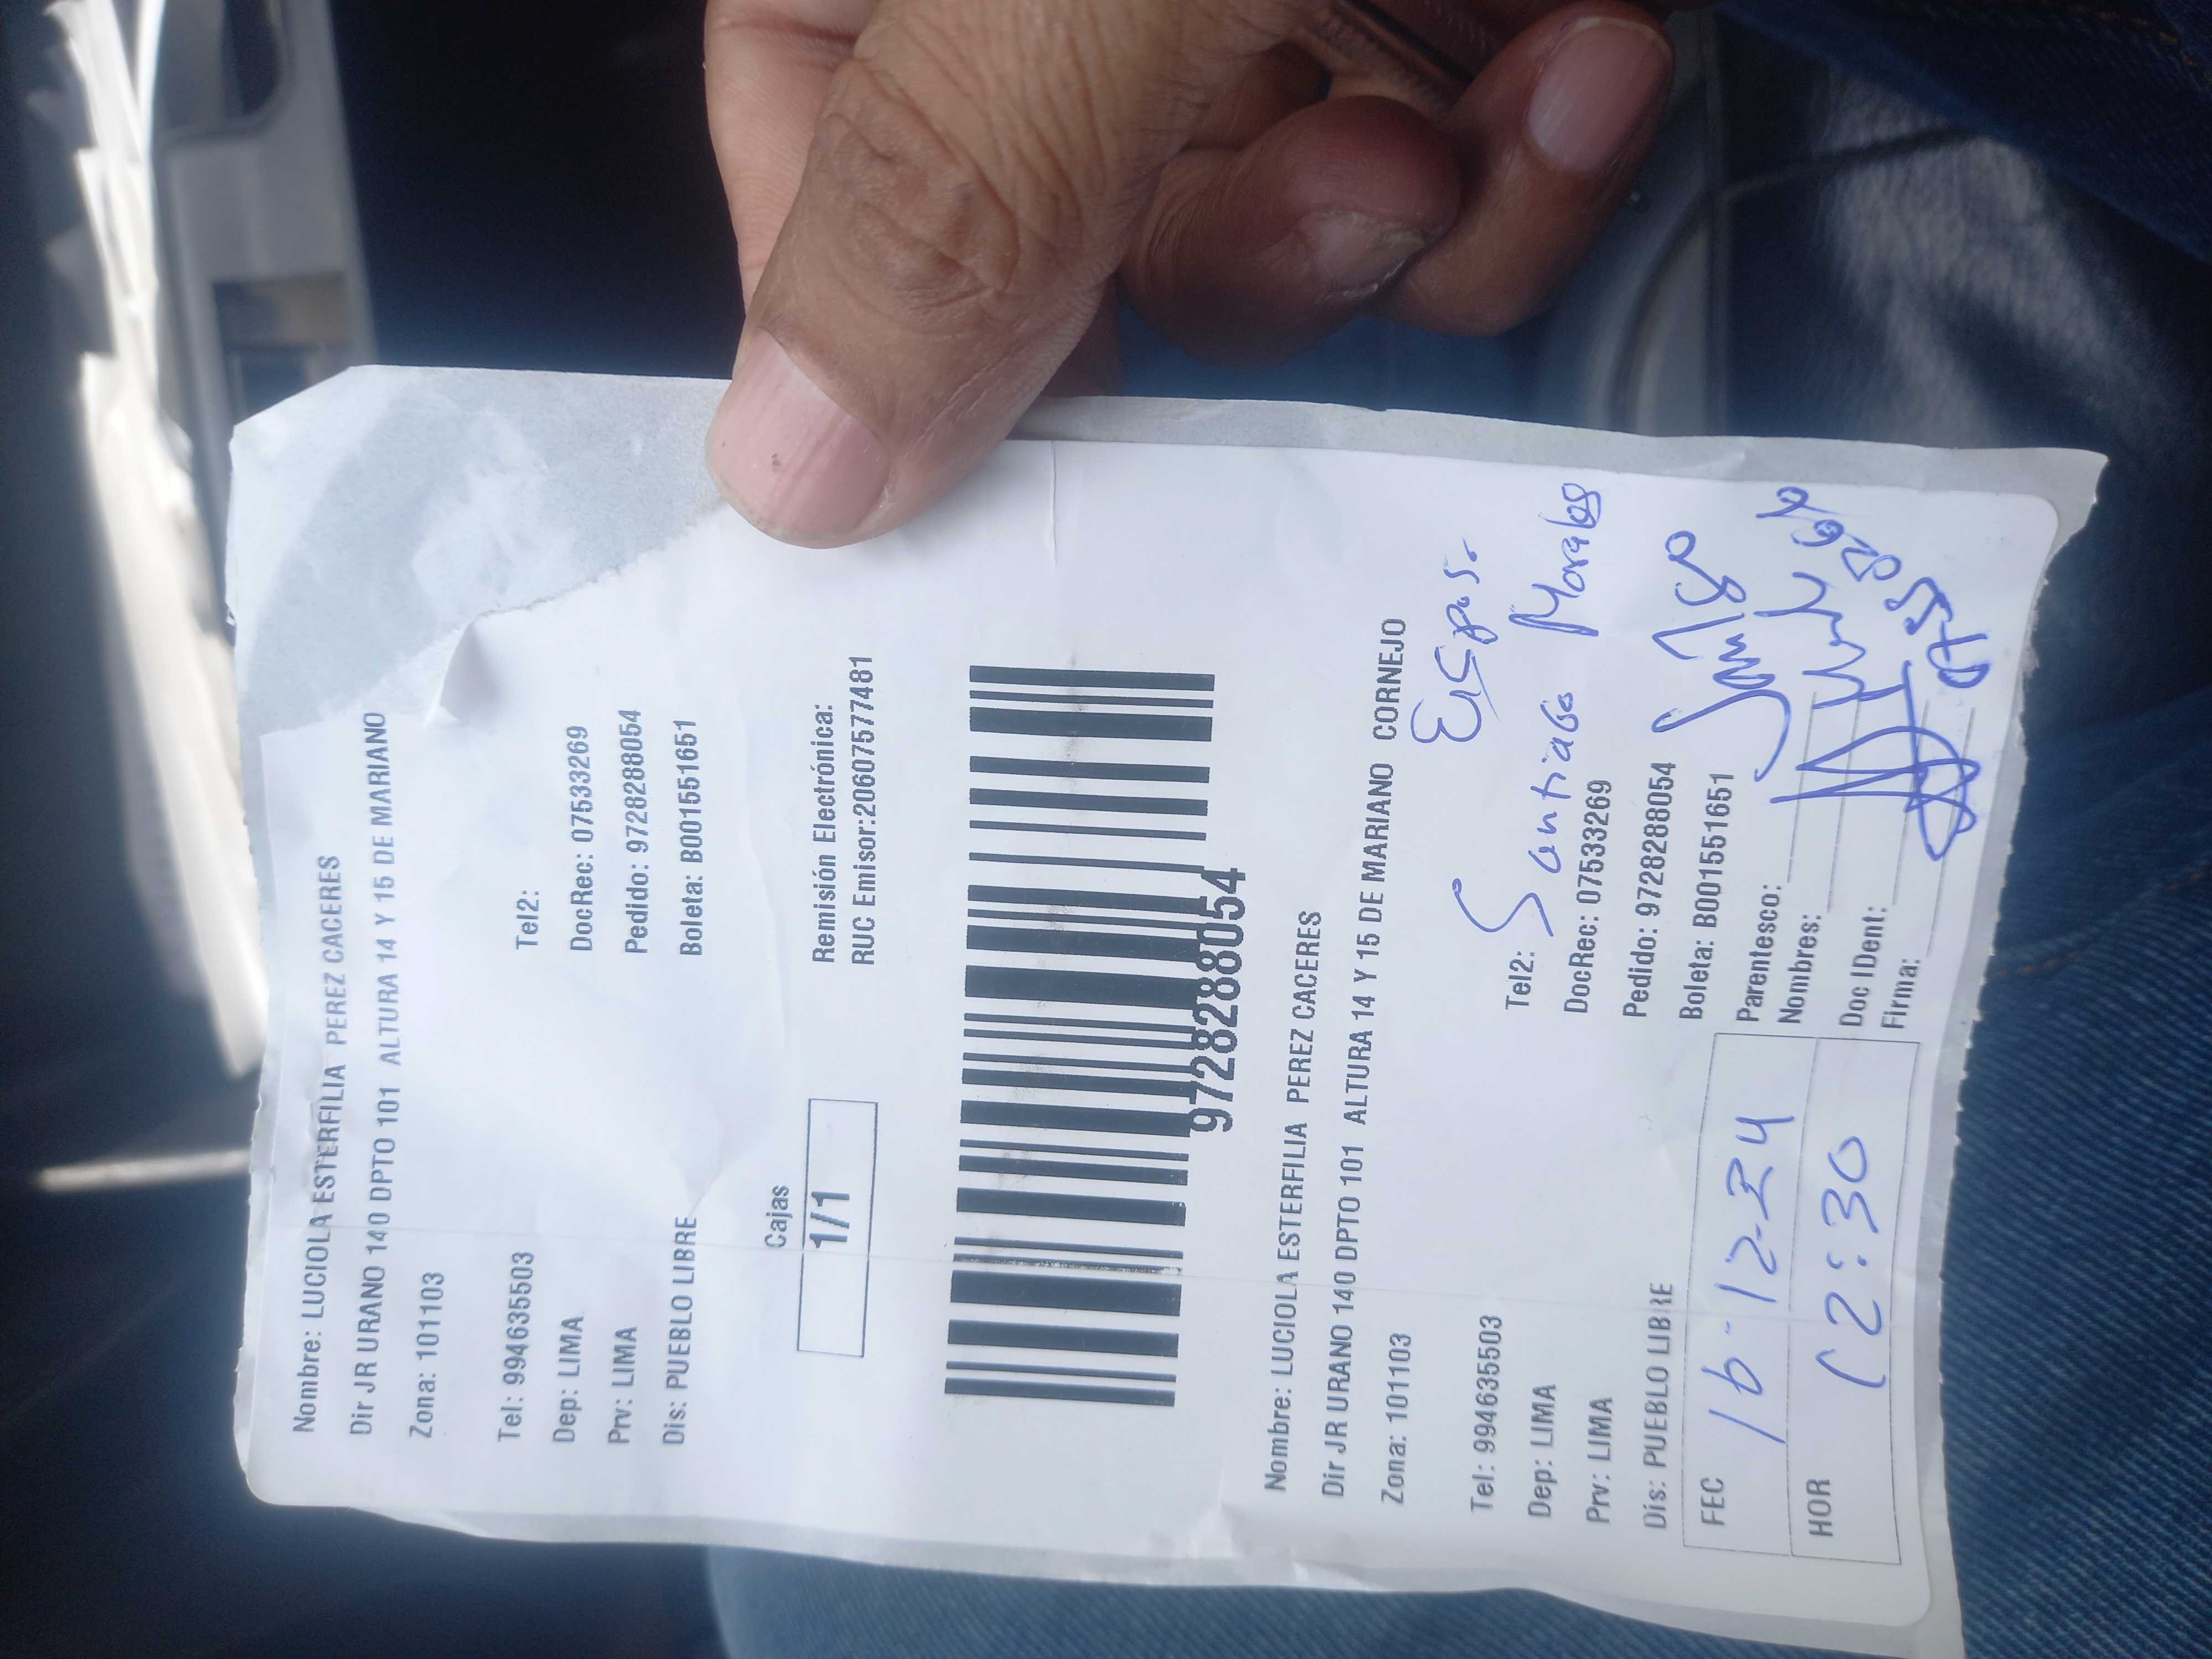 Nombre: LUCIOLA ESTERFILIA PEREZ CACERES
Dir JR URANO 140 DPTO 101 ALTURA 14 Y 15 DE MARIANO
Zona: 101103
Tel: 994635503 Tel2:
Dep: LIMA DocRec: 07533269
Prv: LIMA Pedido: 97282288054
Dis: PUEBLO LIBRE Boleta: B001551651
Cajas Remisión Electrónica:
1/1 RUC Emisor:20607577481
97282288054
Nombre: LUCIOLA ESTERFILIA PEREZ CACERES
Dir JR URANO 140 DPTO 101 ALTURA 14 Y 15 DE MARIANO CORNEJO
Zona: 101103
Esposo
Tel: 994635503 Tel2: Santiago Morales
Dep: LIMA DocRec: 07533269
Prv: LIMA Pedido: 97282288054
Dis: PUEBLO LIBRE Boleta: B001551651
FEC 16-12-24 Parentesco:
Nombres:
HOR 12:30 Doc IDent:
Firma: